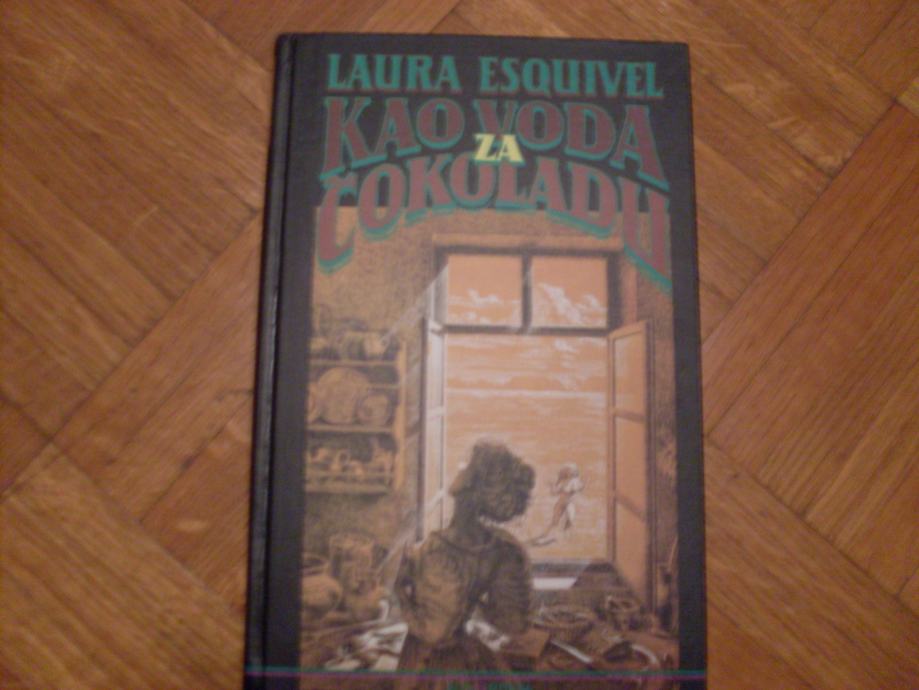 LAURA ESQUIVEL
KAO VODA
ZA
ČOKOLADU